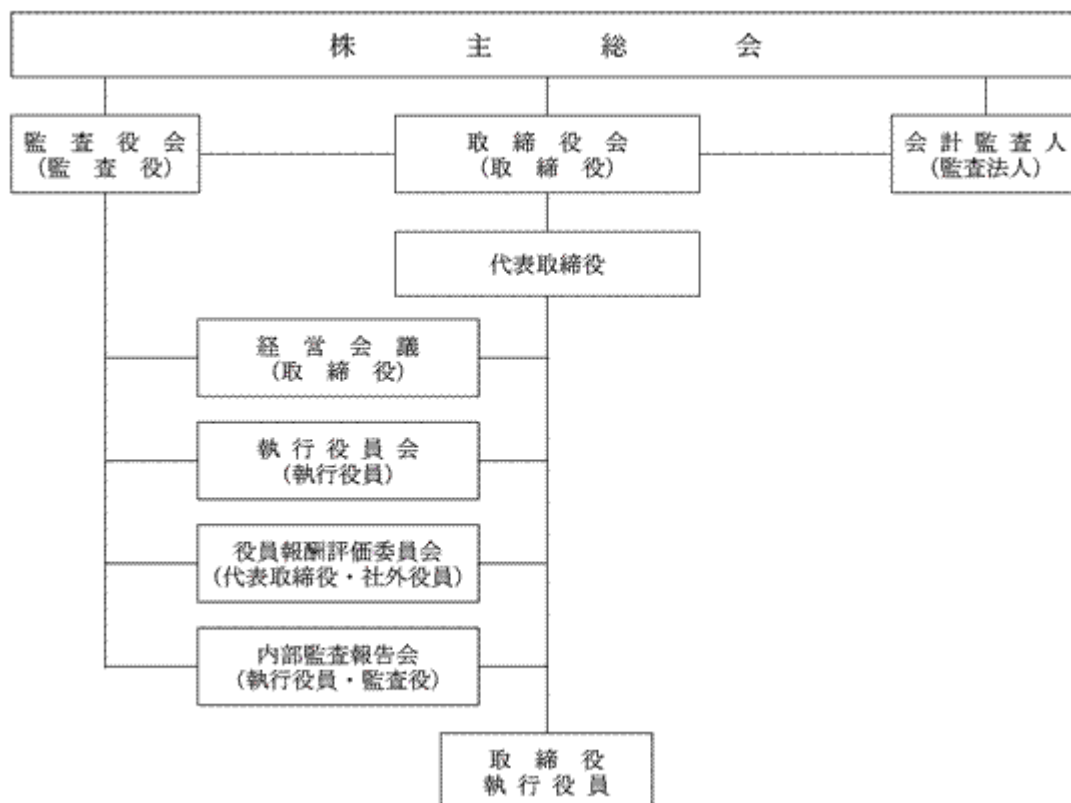 株主総会
監査役会
(監査役)
取締役会
(取締役)
会計監査人
(監査法人)
代表取締役
経営会議
(取締役)
執行役員会
(執行役員)
役員報酬評価委員会
(代表取締役・社外役員)
内部監査報告会
(執行役員・監査役)
取締役
執行役員